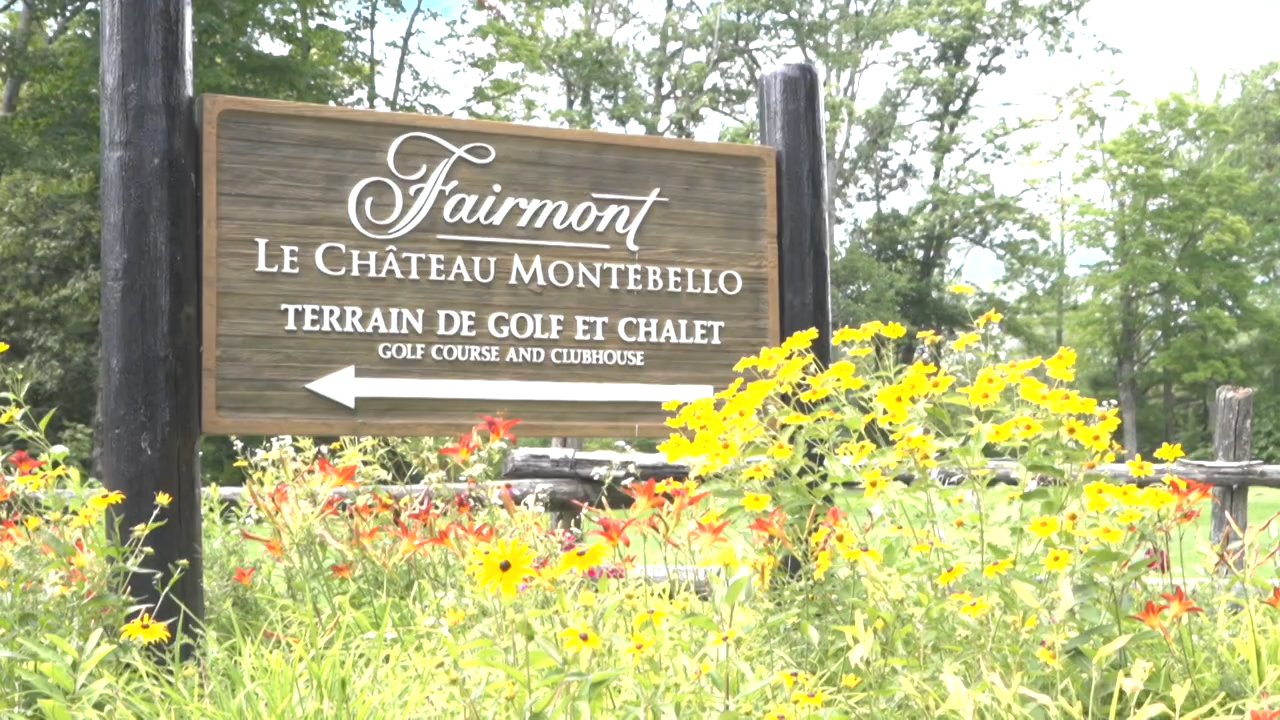 Fairmont
LE CHÂTEAU MONTEBELLO
TERRAIN DE GOLF ET CHALET
GOLF COURSE AND CLUBHOUSE